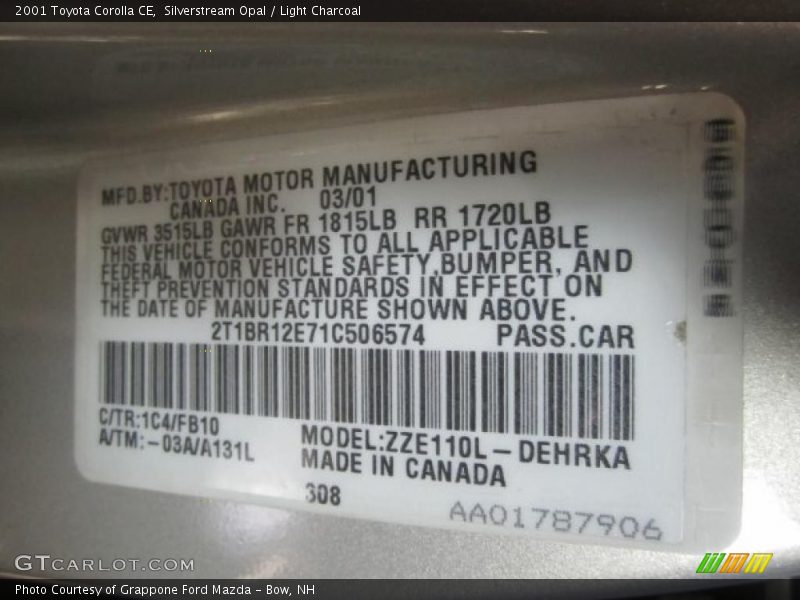 2001 Toyota Corolla CE,  Silverstream Opal / Light Charcoal
MFD.BY:TOYOTA MOTOR MANUFACTURING
CANADA INC. 03/01
GVWR 3515LB GAWR FR 1815LB RR 1720LB
THIS VEHICLE CONFORMS TO ALL APPLICABLE
FEDERAL MOTOR VEHICLE SAFETY,BUMPER, AND
THEFT PREVENTION STANDARDS IN EFFECT ON
THE DATE OF MANUFACTURE SHOWN ABOVE.
2T1BR12E71C506574 PASS.CAR
C/TR:1C4/FB10
A/TM:-03A/A131L
MODEL:ZZE110L-DEHRKA
MADE IN CANADA
308
AA01787906
GTCARLOT.COM
Photo Courtesy of Grappone Ford Mazda - Bow, NH